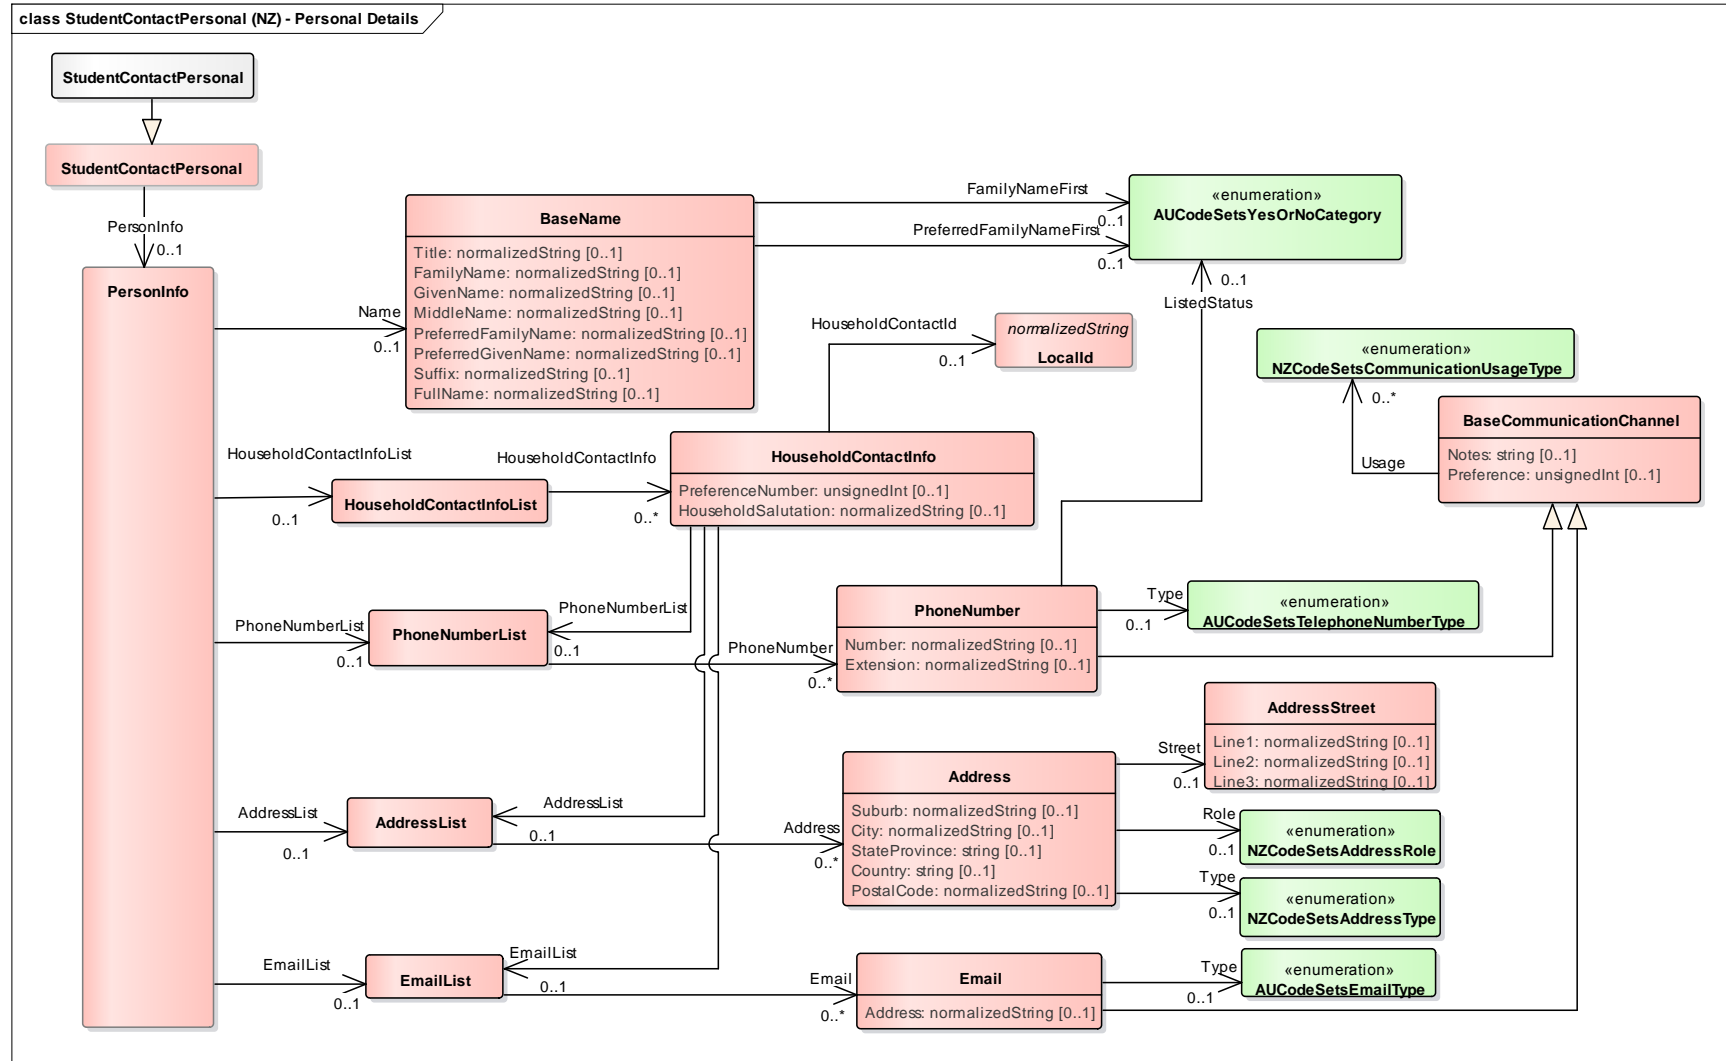 class StudentContactPersonal (NZ) - Personal Details
StudentContactPersonal
StudentContactPersonal
PersonInfo
0..1
PersonInfo
Name
0..1
BaseName
Title: normalizedString [0..1]
FamilyName: normalizedString [0..1]
GivenName: normalizedString [0..1]
MiddleName: normalizedString [0..1]
PreferredFamilyName: normalizedString [0..1]
PreferredGivenName: normalizedString [0..1]
Suffix: normalizedString [0..1]
FullName: normalizedString [0..1]
FamilyNameFirst
0..1
PreferredFamilyNameFirst
0..1
«enumeration»
AUCodeSetsYesOrNoCategory
0..1
ListedStatus
HouseholdContactId
0..1
normalizedString
LocalId
«enumeration»
NZCodeSetsCommunicationUsageType
0..*
Usage
BaseCommunicationChannel
Notes: string [0..1]
Preference: unsignedInt [0..1]
HouseholdContactInfoList
0..1
HouseholdContactInfoList
HouseholdContactInfo
0..*
HouseholdContactInfo
PreferenceNumber: unsignedInt [0..1]
HouseholdSalutation: normalizedString [0..1]
PhoneNumberList
0..1
PhoneNumberList
PhoneNumberList
0..1
PhoneNumber
0..*
PhoneNumber
Number: normalizedString [0..1]
Extension: normalizedString [0..1]
Type
0..1
«enumeration»
AUCodeSetsTelephoneNumberType
AddressList
0..1
AddressList
AddressList
0..1
Address
0..*
Address
Suburb: normalizedString [0..1]
City: normalizedString [0..1]
StateProvince: string [0..1]
Country: string [0..1]
PostalCode: normalizedString [0..1]
Street
0..1
AddressStreet
Line1: normalizedString [0..1]
Line2: normalizedString [0..1]
Line3: normalizedString [0..1]
Role
0..1
«enumeration»
NZCodeSetsAddressRole
Type
0..1
«enumeration»
NZCodeSetsAddressType
EmailList
0..1
EmailList
EmailList
0..1
Email
0..*
Email
Address: normalizedString [0..1]
Type
0..1
«enumeration»
AUCodeSetsEmailType